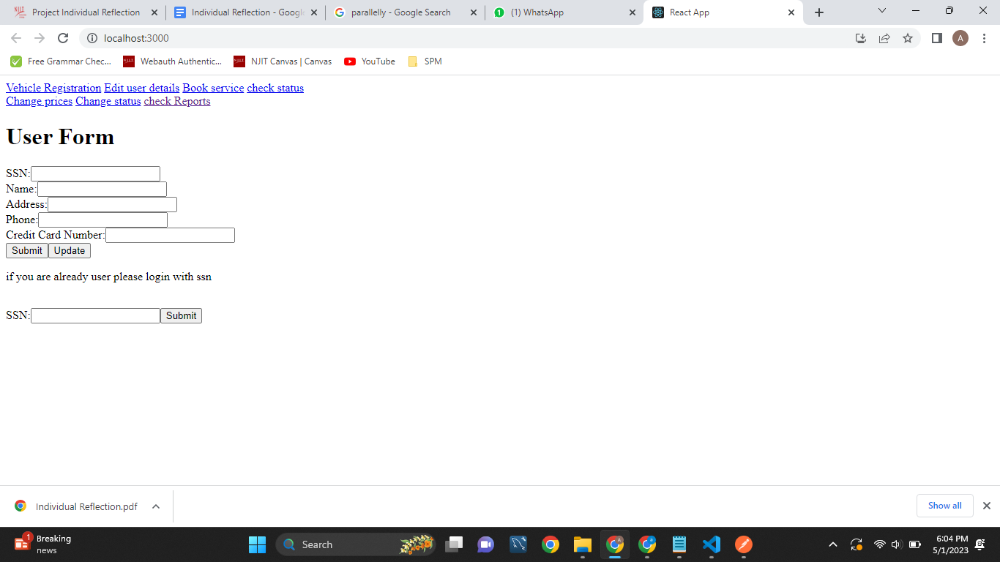 Project Individual Reflection
Individual Reflection - Google
parallelly - Google Search
(1) WhatsApp
React App
localhost:3000
A
Free Grammar Chec...
Webauth Authentic...
NJIT Canvas | Canvas
YouTube
SPM
Vehicle Registration Edit user details Book service check status
Change prices Change status check Reports
User Form
SSN:
Name:
Address:
Phone:
Credit Card Number:
Submit Update
if you are already user please login with ssn
SSN: Submit
Individual Reflection.pdf
Show all
1
Breaking
news
Search
6:04 PM
5/1/2023